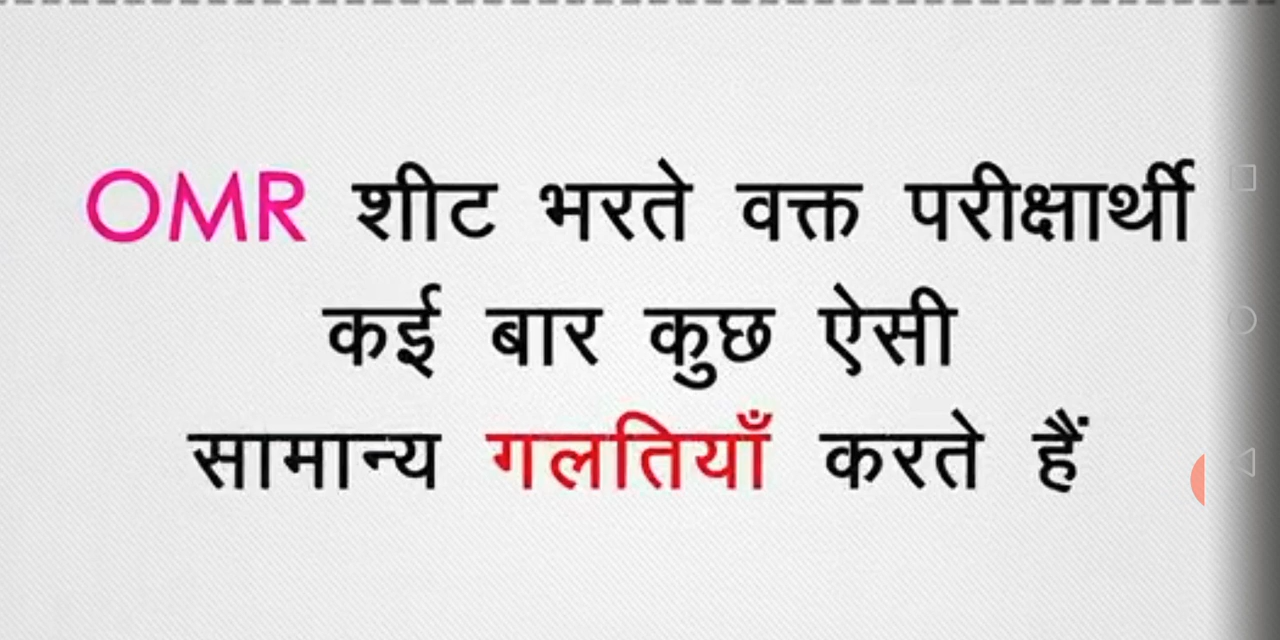 OMR शीट भरते वक्त परीक्षार्थी
कई बार कुछ ऐसी
सामान्य गलतियाँ करते हैं